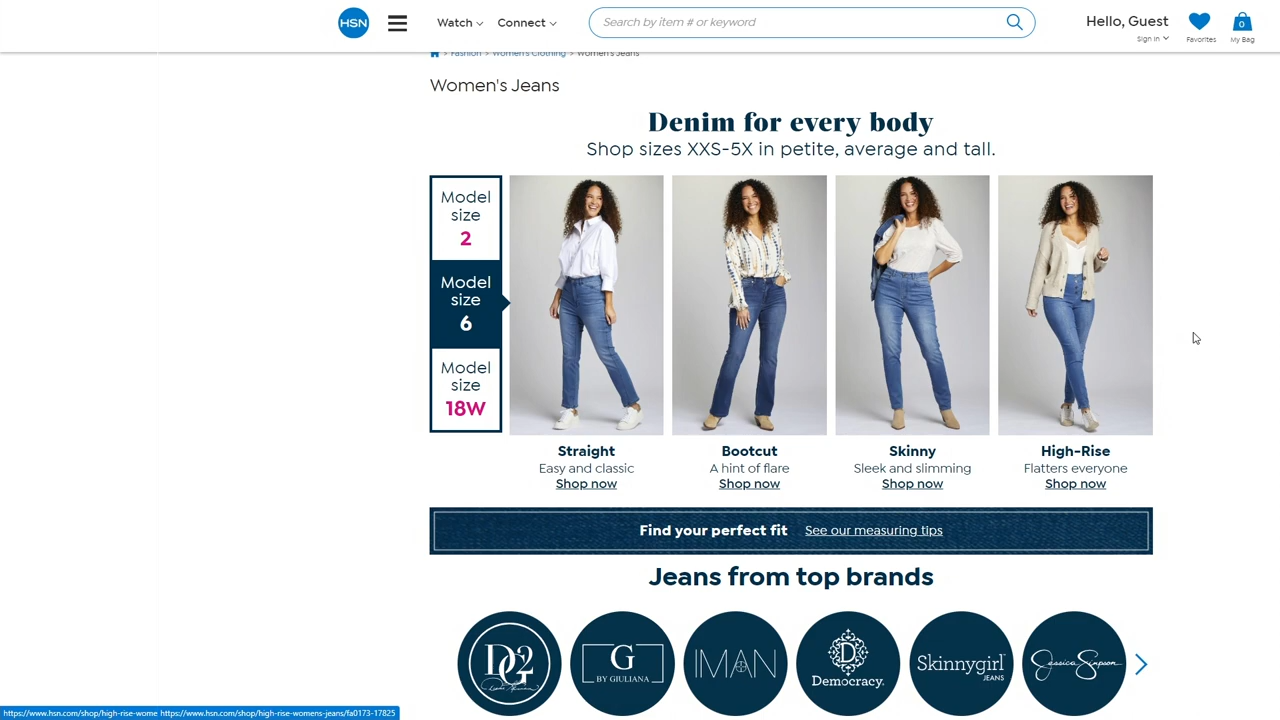 HSN
Watch
Connect
Search by item # or keyword
Hello, Guest
Sign In
Favorites
0
My Bag
> Fashion > Women's Clothing > Women's Jeans
Women's Jeans
Denim for every body
Shop sizes XXS-5X in petite, average and tall.
Model
size
2
Model
size
6
Model
size
18W
Straight
Easy and classic
Shop now
Bootcut
A hint of flare
Shop now
Skinny
Sleek and slimming
Shop now
High-Rise
Flatters everyone
Shop now
Find your perfect fit See our measuring tips
Jeans from top brands
DG2
Diane Gilman
G
BY GIULIANA
IMAN
D
Democracy
Skinnygirl
JEANS
Jessica Simpson
https://www.hsn.com/shop/high-rise-wome https://www.hsn.com/shop/high-rise-womens-jeans/fa0173-17825